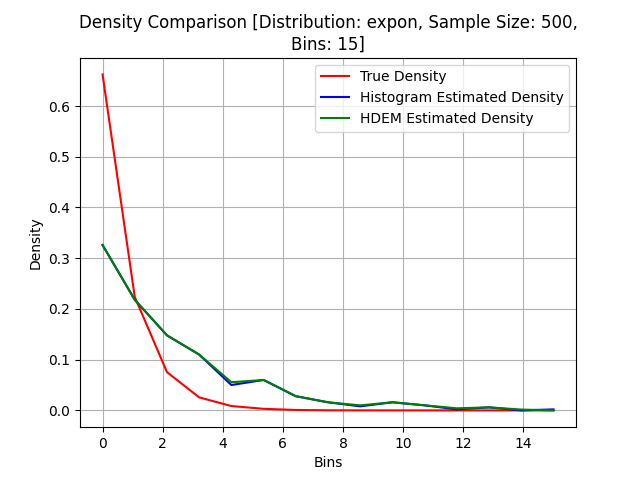 Density Comparison [Distribution: expon, Sample Size: 500,
Bins: 15]
True Density
Histogram Estimated Density
HDEM Estimated Density
Density
0.6
0.5
0.4
0.3
0.2
0.1
0.0
0 2 4 6 8 10 12 14
Bins